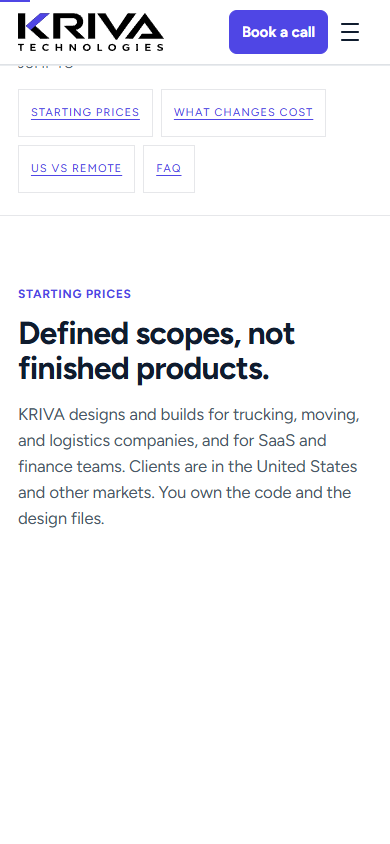 KRIVA
TECHNOLOGIES
Book a call
JUMP TO
STARTING PRICES
WHAT CHANGES COST
US VS REMOTE
FAQ
STARTING PRICES
Defined scopes, not
finished products.
KRIVA designs and builds for trucking, moving,
and logistics companies, and for SaaS and
finance teams. Clients are in the United States
and other markets. You own the code and the
design files.